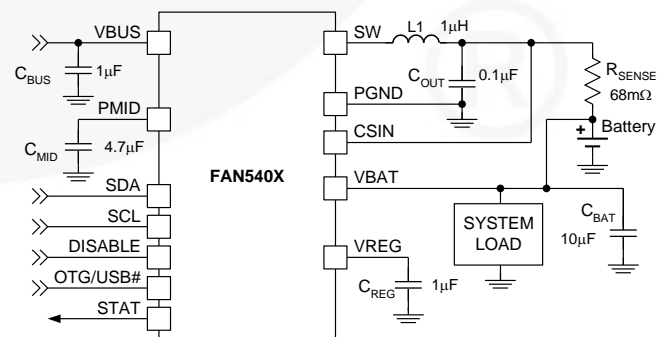 VBUS
C_BUS
1μF
PMID
C_MID
4.7μF
SDA
SCL
DISABLE
OTG/USB#
STAT
FAN540X
SW
L1
1μH
C_OUT
0.1μF
PGND
CSIN
VBAT
VREG
C_REG
1μF
R_SENSE
68mΩ
+
Battery
SYSTEM
LOAD
C_BAT
10μF
®